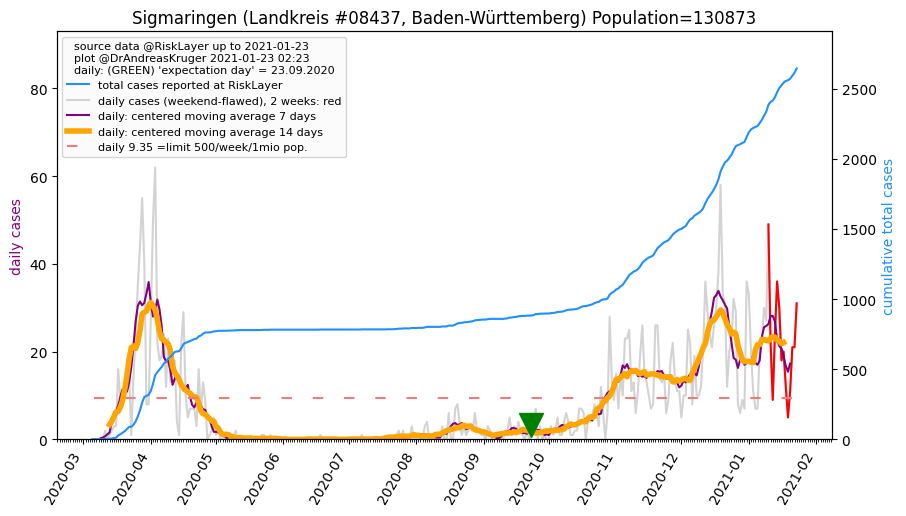 Sigmaringen (Landkreis #08437, Baden-Württemberg) Population=130873
source data @RiskLayer up to 2021-01-23
plot @DrAndreasKruger 2021-01-23 02:23
daily: (GREEN) 'expectation day' = 23.09.2020
total cases reported at RiskLayer
daily cases (weekend-flawed), 2 weeks: red
daily: centered moving average 7 days
daily: centered moving average 14 days
daily 9.35 =limit 500/week/1mio pop.
daily cases
80
60
40
20
0
cumulative total cases
2500
2000
1500
1000
500
0
2020-03
2020-04
2020-05
2020-06
2020-07
2020-08
2020-09
2020-10
2020-11
2020-12
2021-01
2021-02